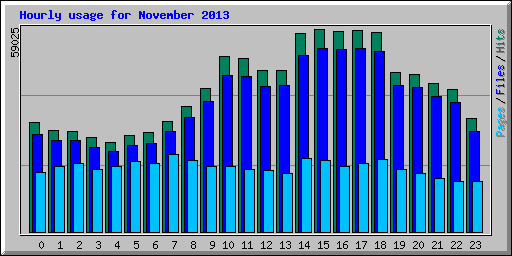 Hourly usage for November 2013
59025
Pages/Files/Hits
0 1 2 3 4 5 6 7 8 9 10 11 12 13 14 15 16 17 18 19 20 21 22 23